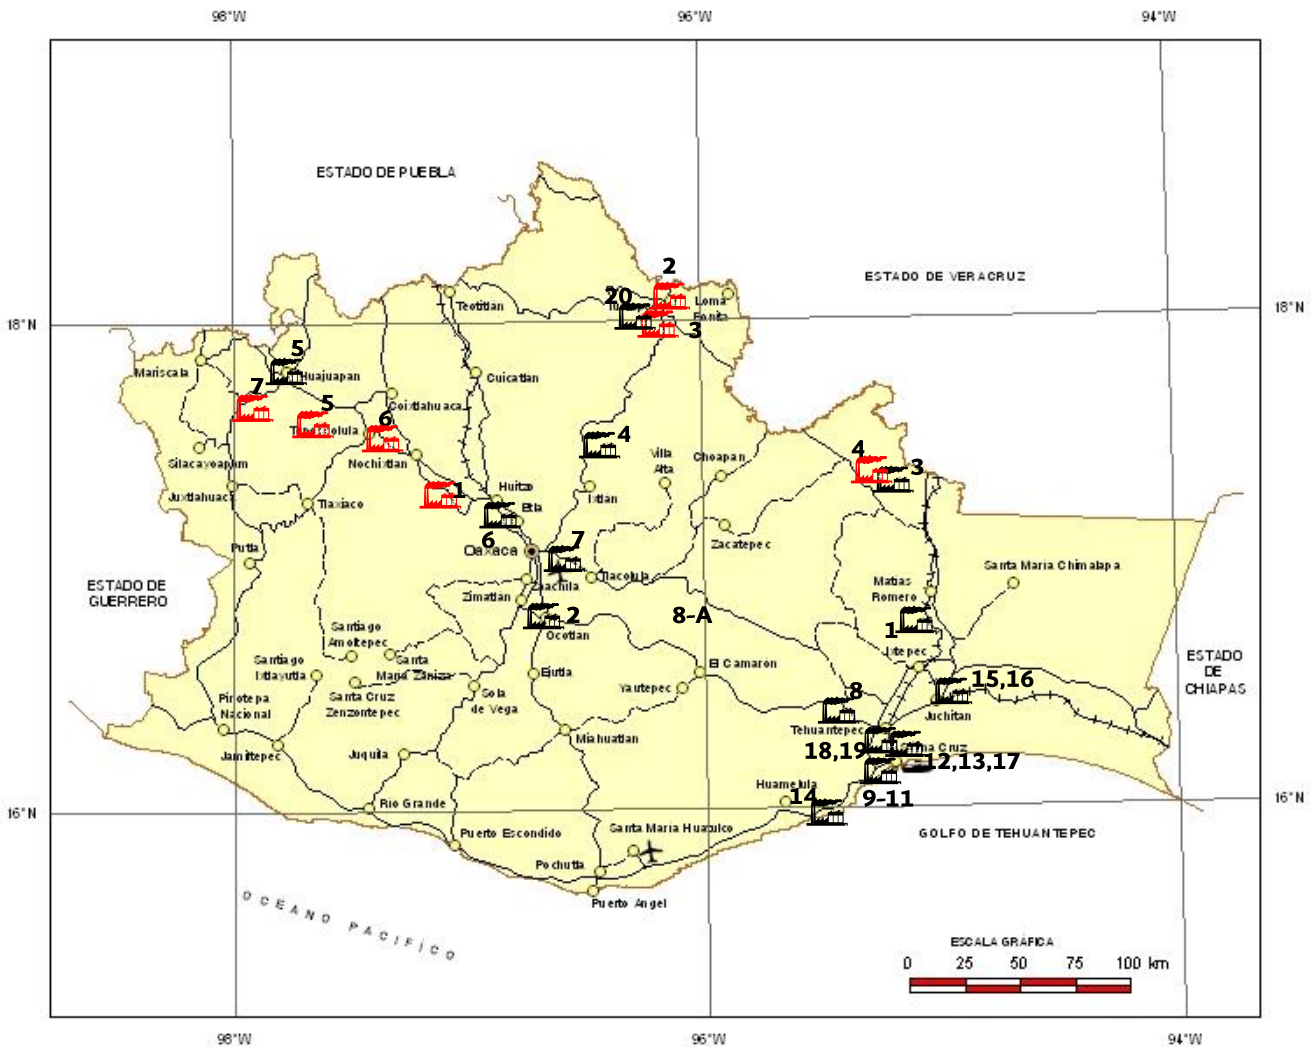 98°W
96°W
94°W
ESTADO DE PUEBLA
ESTADO DE VERACRUZ
2
20
Loma
Bonita
Teotitlan
18°N
18°N
3
5
Mariscala
Huajuapan
Cuicatlan
7
5
Coixtlahuaca
6
4
Silacayoapam
Nochixtlan
Villa
Alta
Choapan
4
3
Juxtlahuaca
Tlaxiaco
1
Huitzo
Etla
Ixtlan
6
Oaxaca
7
Zacatepec
Putla
Santa Maria Chimalapa
ESTADO DE
GUERRERO
Zaachila
Tlacolula
Matias
Romero
Zimatlan
2
Ocotlan
8-A
1
Ixtepec
Santiago
Amoltepec
Santa
Maria Zaniza
El Camaron
ESTADO
DE
CHIAPAS
Santiago
Ixtlayutla
Ejutla
Yautepec
Santa Cruz
Zenzontepec
Sola
de Vega
8
15,16
Juchitan
Pinotepa
Nacional
Tehuantepec
Jamiltepec
Juquila
Miahuatlan
18,19
12,13,17
Huamelula
14
9-11
16°N
16°N
Rio Grande
Puerto Escondido
Santa Maria Huatulco
GOLFO DE TEHUANTEPEC
Pochutla
Puerto Angel
OCEANO PACIFÍCO
ESCALA GRÁFICA
0 25 50 75 100 km
98°W
96°W
94°W